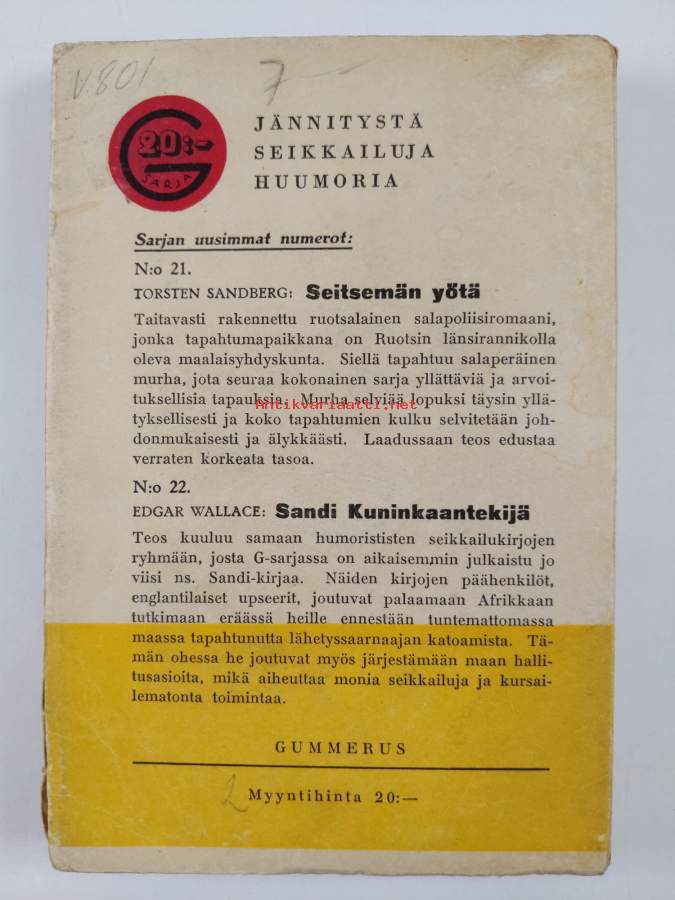 V.801
7
20:-
SARJA
JÄNNITYSTÄ
SEIKKAILUJA
HUUMORIA
Sarjan uusimmat numerot:
N:o 21.
TORSTEN SANDBERG: Seitsemän yötä
Taitavasti rakennettu ruotsalainen salapoliisiromaani,
jonka tapahtumapaikkana on Ruotsin länsirannikolla
oleva maalaisyhdyskunta. Siellä tapahtuu salaperäinen
murha, jota seuraa kokonainen sarja yllättäviä ja arvoi-
tuksellisia tapauksia. Murha selviää lopuksi täysin yllä-
Antikvariaatti.net
tyksellisesti ja koko tapahtumien kulku selvitetään joh-
donmukaisesti ja älykkäästi. Laadussaan teos edustaa
verraten korkeata tasoa.
N:o 22.
EDGAR WALLACE: Sandi Kuninkaantekijä
Teos kuuluu samaan humorististen seikkailukirjojen
ryhmään, josta G-sarjassa on aikaisemmin julkaistu jo
viisi ns. Sandi-kirjaa. Näiden kirjojen päähenkilöt,
englantilaiset upseerit, joutuvat palaamaan Afrikkaan
tutkimaan eräässä heille ennestään tuntemattomassa
maassa tapahtunutta lähetyssaarnaajan katoamista. Tä-
män ohessa he joutuvat myös järjestämään maan halli-
tusasioita, mikä aiheuttaa monia seikkailuja ja kursai-
lematonta toimintaa.
GUMMERUS
2 Myyntihinta 20:—